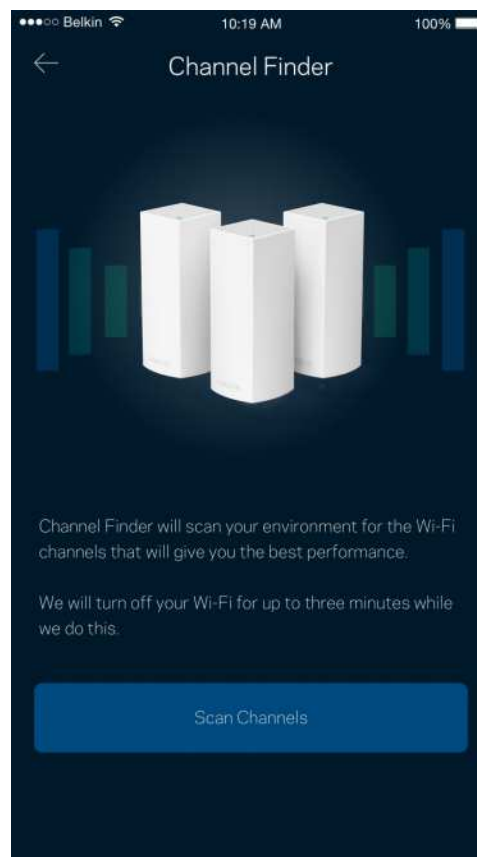 Belkin 10:19 AM 100%
Channel Finder
Channel Finder will scan your environment for the Wi-Fi
channels that will give you the best performance.
We will turn off your Wi-Fi for up to three minutes while
we do this.
Scan Channels